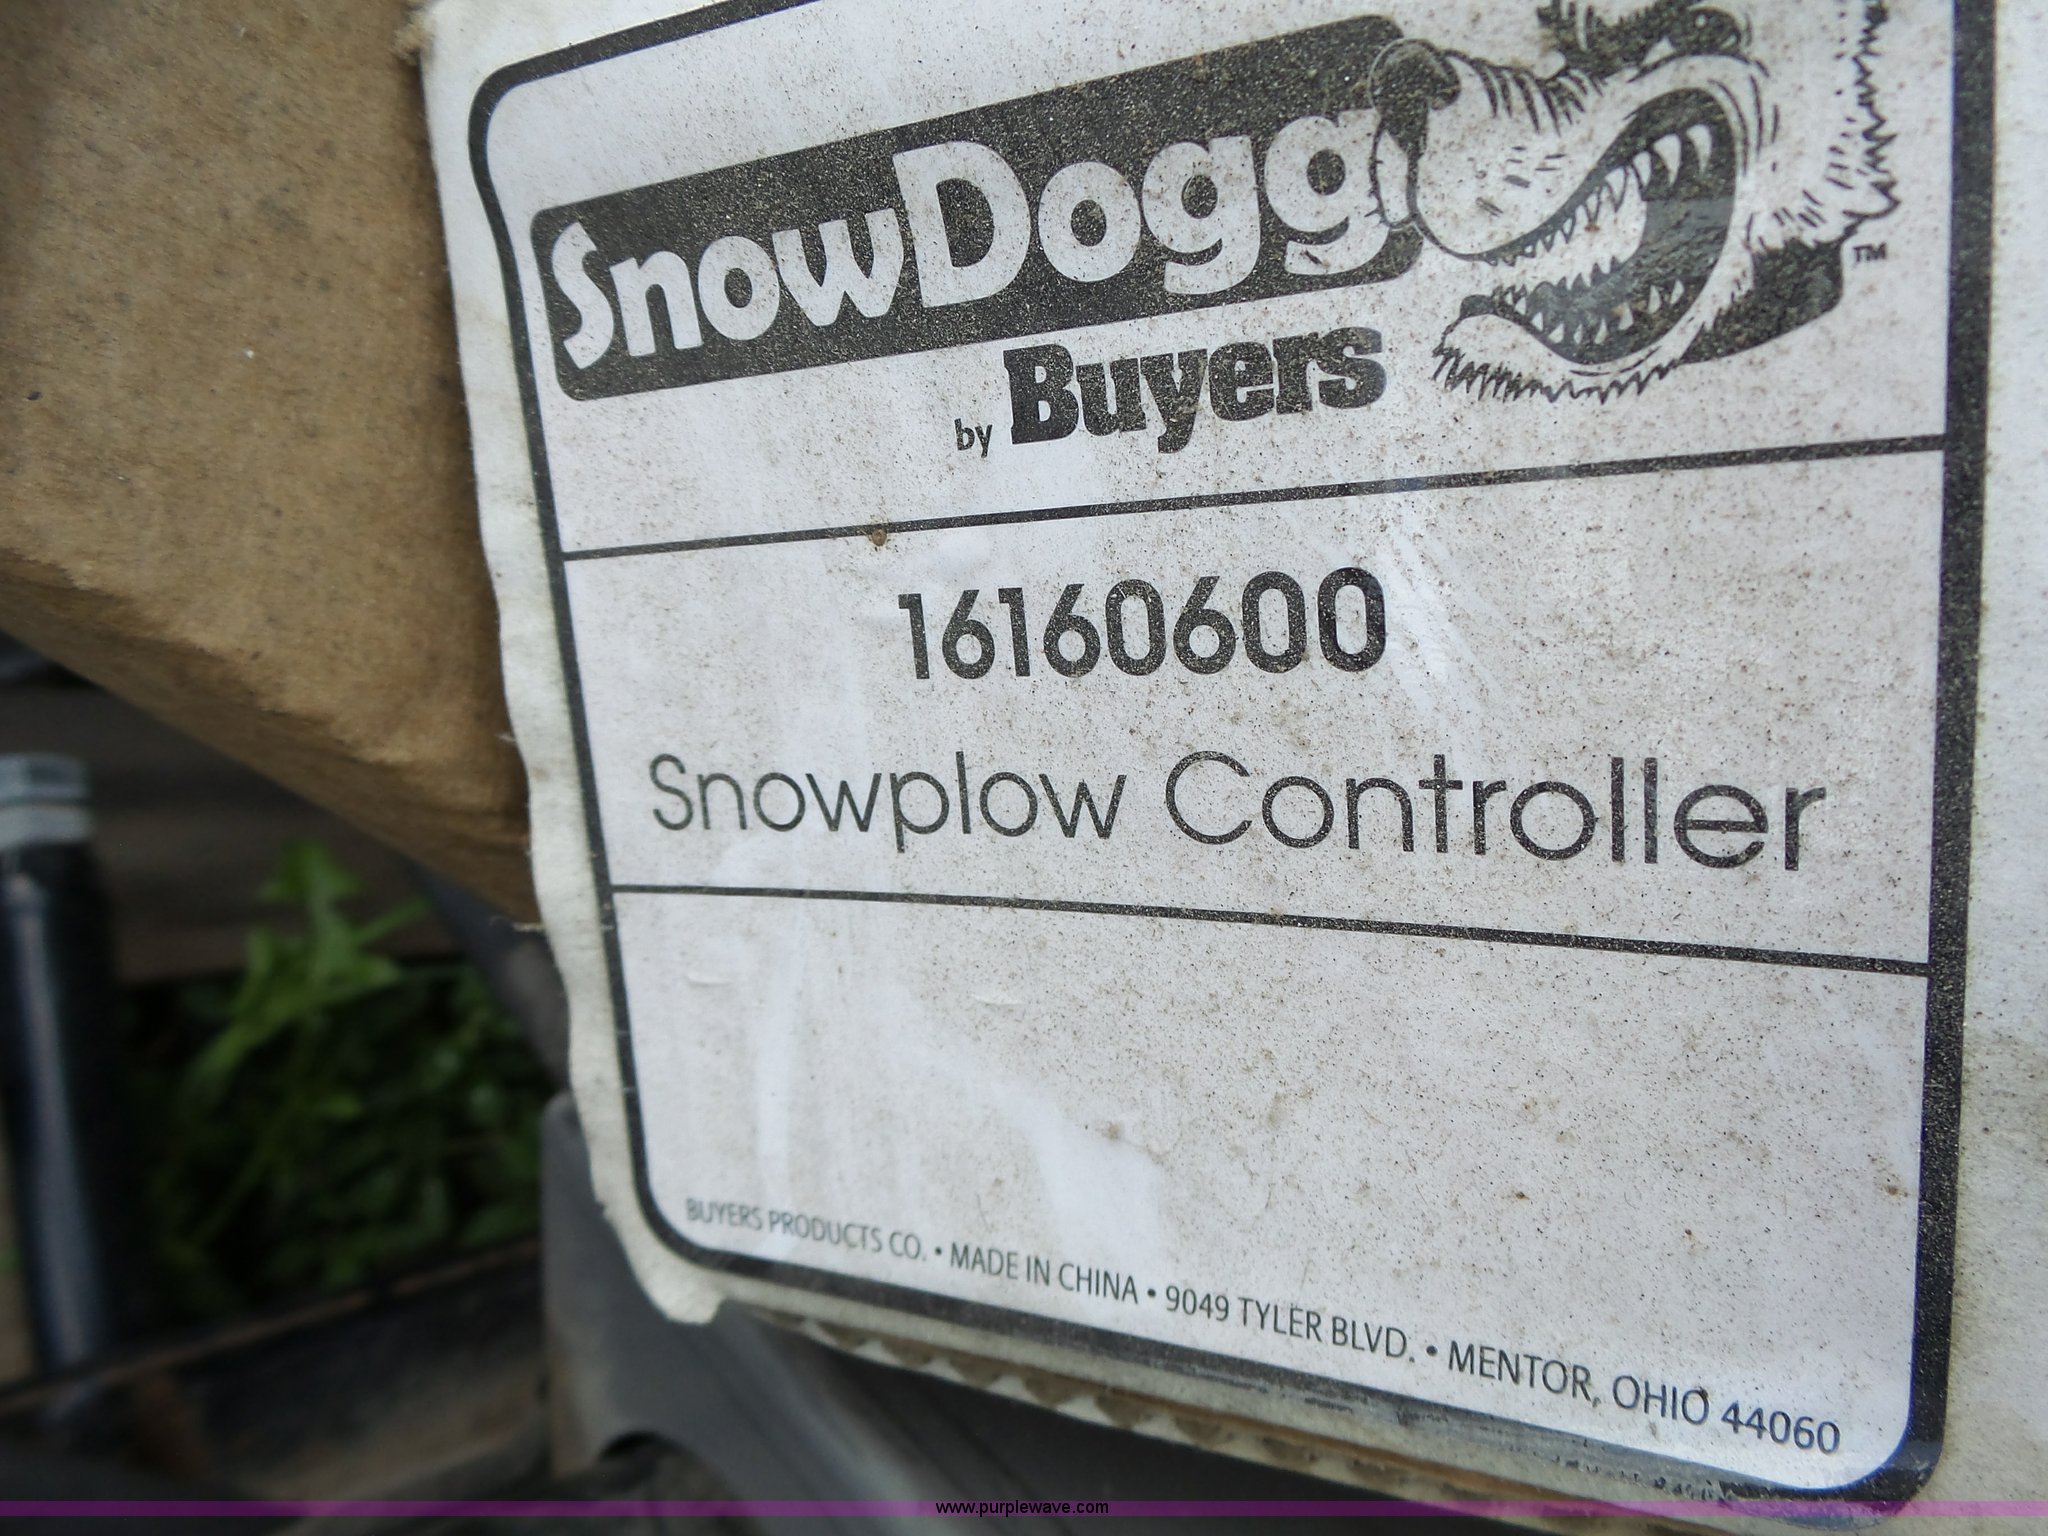 SnowDogg
TM
by Buyers
16160600
Snowplow Controller
BUYERS PRODUCTS CO. • MADE IN CHINA • 9049 TYLER BLVD. • MENTOR, OHIO 44060
www.purplewave.com